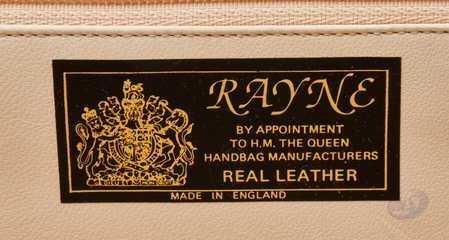 RAYNE
BY APPOINTMENT
TO H.M. THE QUEEN
HANDBAG MANUFACTURERS
REAL LEATHER
MADE IN ENGLAND